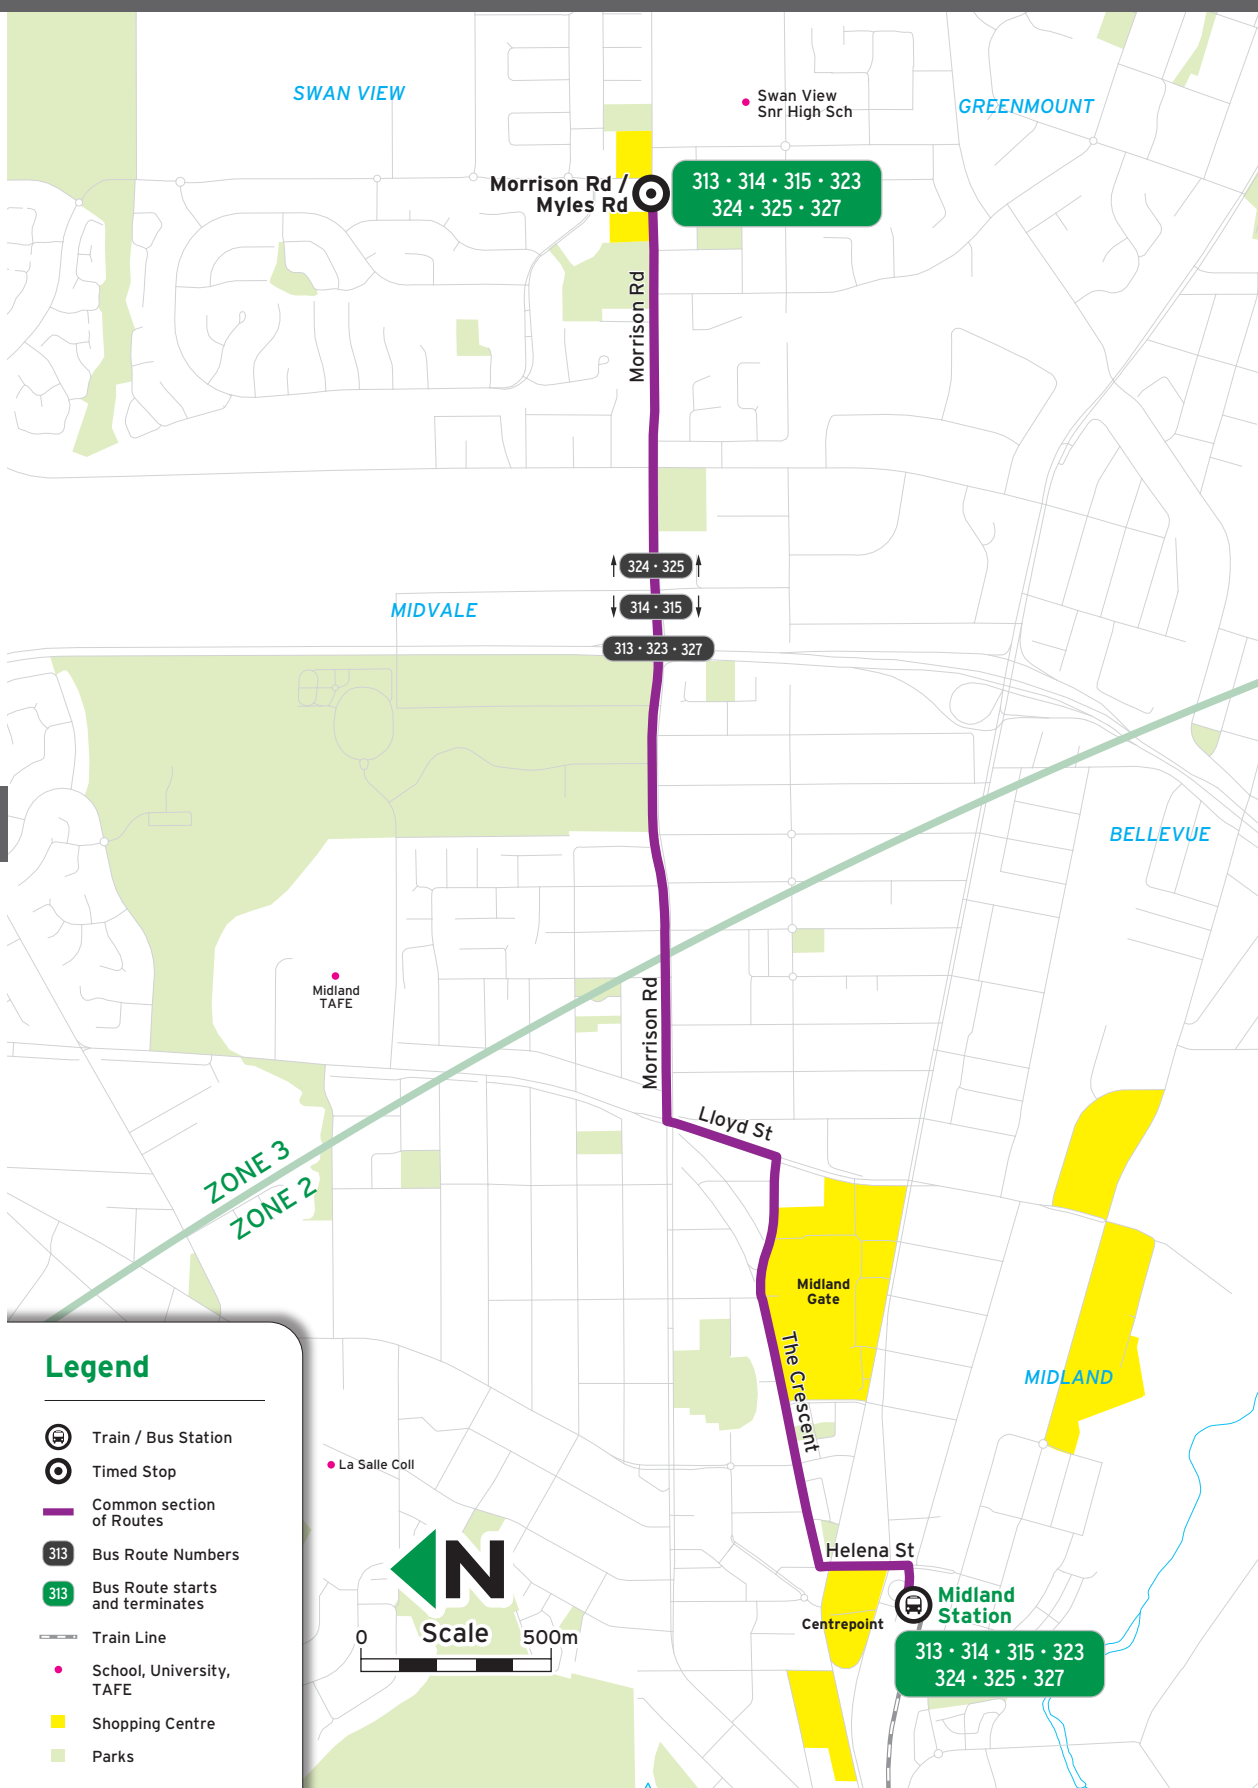 SWAN VIEW
Swan View
Snr High Sch
GREENMOUNT
Morrison Rd /
Myles Rd
313 • 314 • 315 • 323
324 • 325 • 327
Morrison Rd
324 • 325
MIDVALE
314 • 315
313 • 323 • 327
BELLEVUE
Midland
TAFE
Morrison Rd
Lloyd St
ZONE 3
ZONE 2
Midland
Gate
The Crescent
MIDLAND
La Salle Coll
N
Scale
0
500m
Helena St
Midland
Station
Centrepoint
313 • 314 • 315 • 323
324 • 325 • 327
Legend
Train / Bus Station
Timed Stop
Common section
of Routes
313
Bus Route Numbers
313
Bus Route starts
and terminates
Train Line
School, University,
TAFE
Shopping Centre
Parks